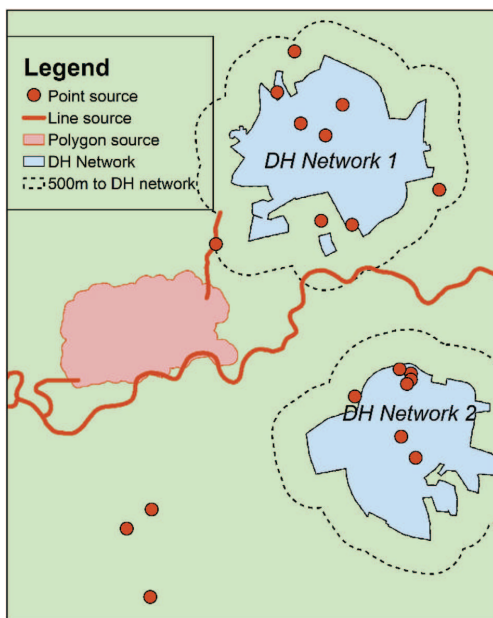 Legend
Point source
Line source
Polygon source
DH Network
500m to DH network
DH Network 1
DH Network 2